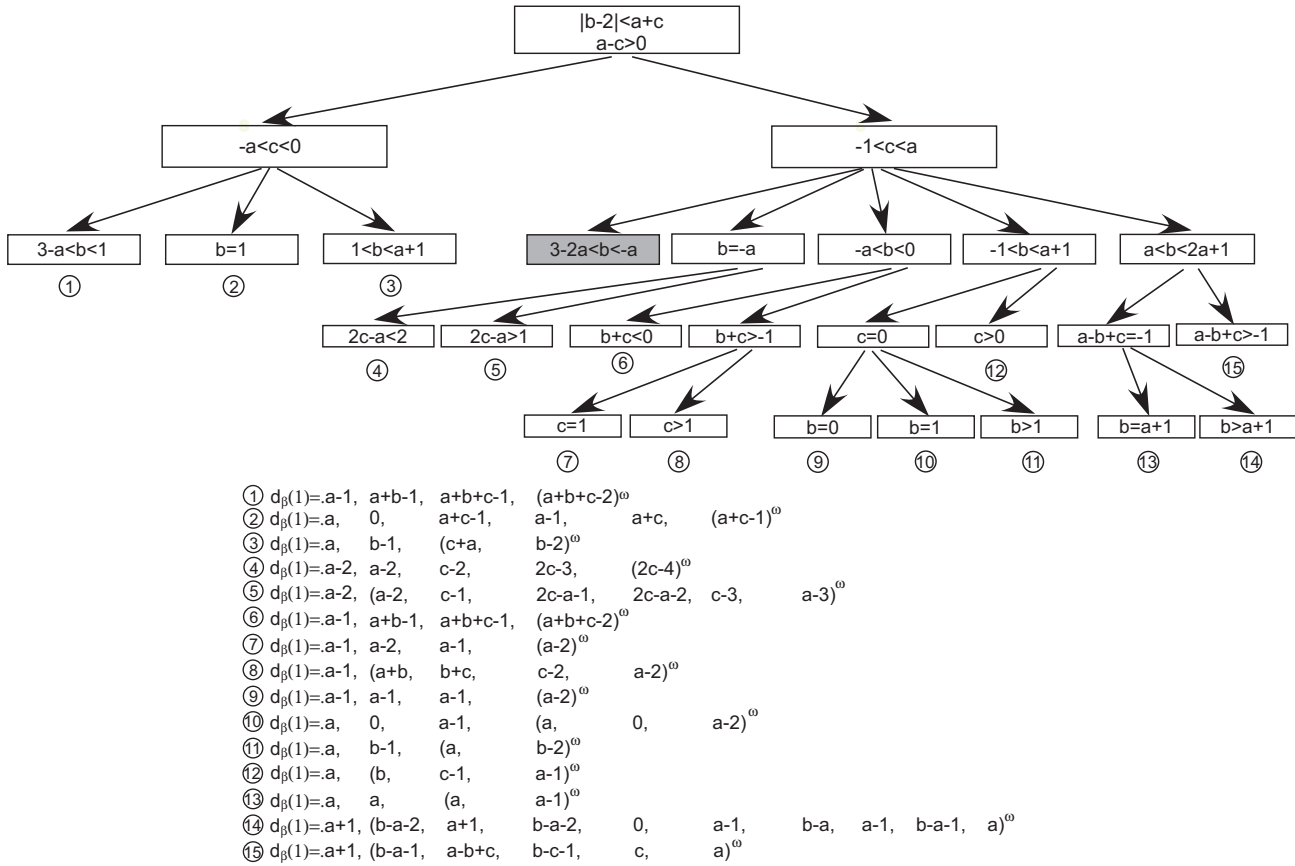 |b-2|<a+c
a-c>0
-a<c<0
-1<c<a
3-a<b<1
b=1
1<b<a+1
3-2a<b<-a
b=-a
-a<b<0
-1<b<a+1
a<b<2a+1
①
②
③
2c-a<2
2c-a>1
b+c<0
b+c>-1
c=0
c>0
a-b+c=-1
a-b+c>-1
④
⑤
⑥
⑫
⑮
c=1
c>1
b=0
b=1
b>1
b=a+1
b>a+1
⑦
⑧
⑨
⑩
⑪
⑬
⑭
① dβ(1)=.a-1, a+b-1, a+b+c-1, (a+b+c-2)ω
② dβ(1)=.a, 0, a+c-1, a-1, a+c, (a+c-1)ω
③ dβ(1)=.a, b-1, (c+a, b-2)ω
④ dβ(1)=.a-2, a-2, c-2, 2c-3, (2c-4)ω
⑤ dβ(1)=.a-2, (a-2, c-1, 2c-a-1, 2c-a-2, c-3, a-3)ω
⑥ dβ(1)=.a-1, a+b-1, a+b+c-1, (a+b+c-2)ω
⑦ dβ(1)=.a-1, a-2, a-1, (a-2)ω
⑧ dβ(1)=.a-1, (a+b, b+c, c-2, a-2)ω
⑨ dβ(1)=.a-1, a-1, a-1, (a-2)ω
⑩ dβ(1)=.a, 0, a-1, (a, 0, a-2)ω
⑪ dβ(1)=.a, b-1, (a, b-2)ω
⑫ dβ(1)=.a, (b, c-1, a-1)ω
⑬ dβ(1)=.a, a, (a, a-1)ω
⑭ dβ(1)=.a+1, (b-a-2, a+1, b-a-2, 0, a-1, b-a, a-1, b-a-1, a)ω
⑮ dβ(1)=.a+1, (b-a-1, a-b+c, b-c-1, c, a)ω